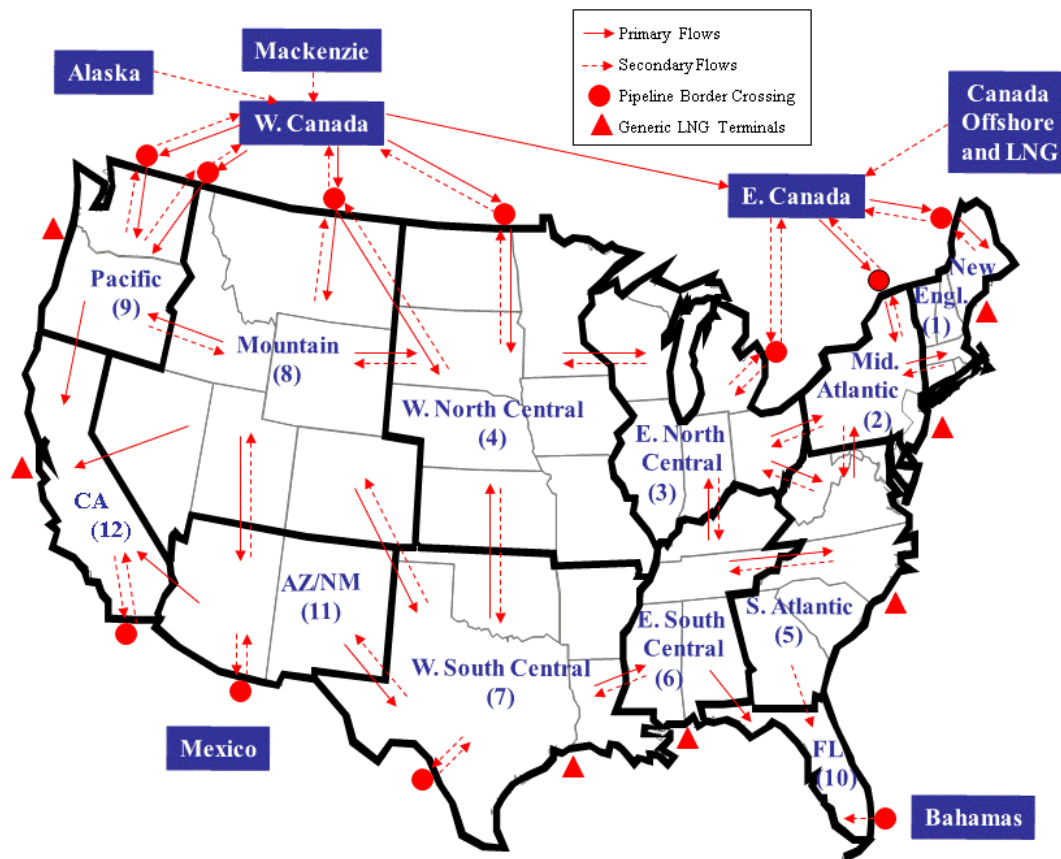 Primary Flows
Secondary Flows
Pipeline Border Crossing
Generic LNG Terminals
Mackenzie
Alaska
W. Canada
Canada
Offshore
and LNG
E. Canada
New
Engl.
(1)
Pacific
(9)
Mountain
(8)
Mid.
Atlantic
(2)
W. North Central
(4)
E. North
Central
(3)
CA
(12)
AZ/NM
(11)
S. Atlantic
(5)
E. South
Central
(6)
W. South Central
(7)
Mexico
FL
(10)
Bahamas